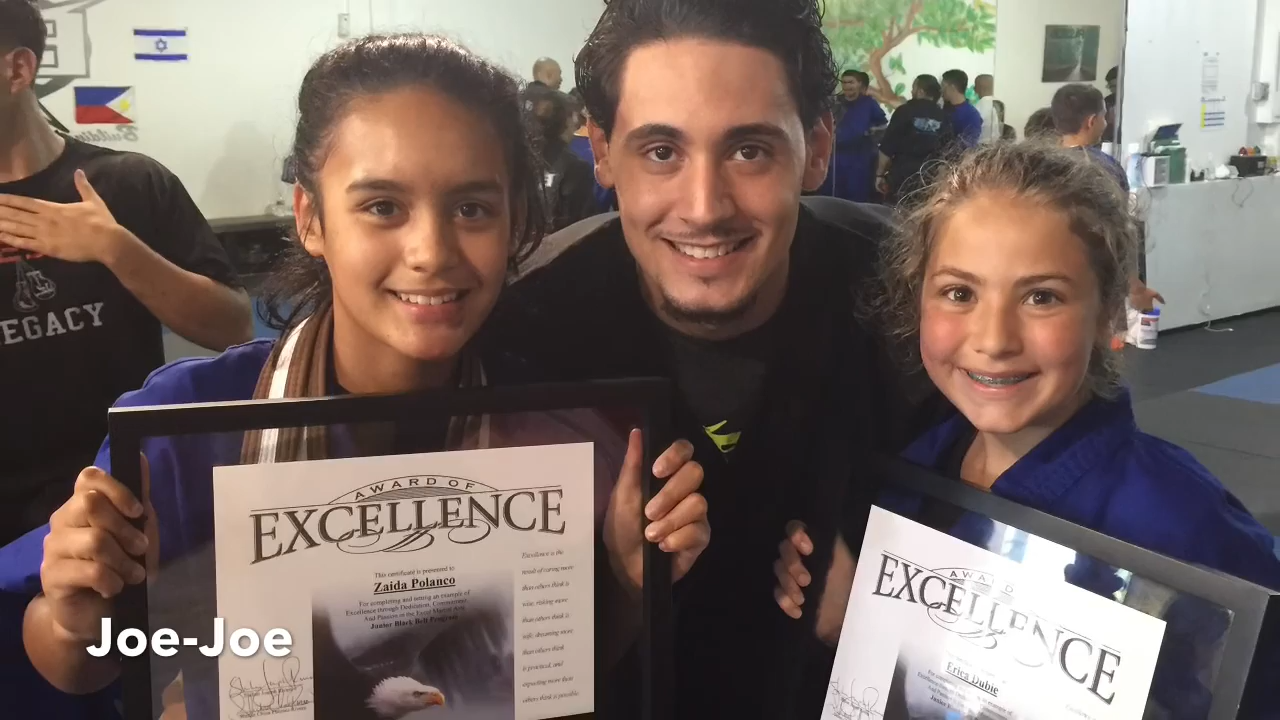 EGACY
AWARD OF
EXCELLENCE
This certificate is presented to
Zaida Polanco
For completing and setting an example of
Excellence through Dedication, Commitment
And Passion in the
Junior Black Belt Program
Excellence is the
result of caring more
than others think is
wise, risking more
than others think is
safe, dreaming more
than others think
is practical, and
expecting more than
others think is possible
AWARD
EXCELLENCE
Erica Dubie
Joe-Joe